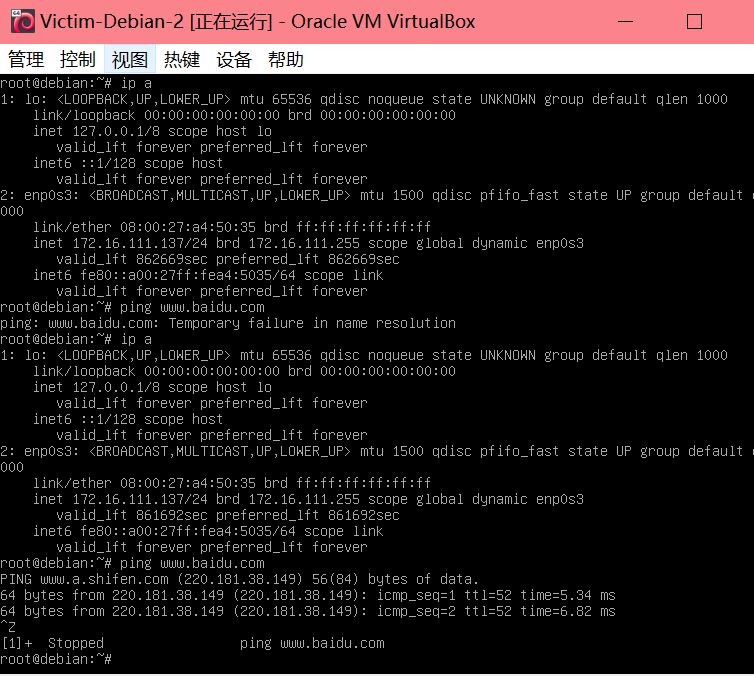 Victim-Debian-2 [正在运行] - Oracle VM VirtualBox
管理 控制 视图 热键 设备 帮助
root@debian:~# ip a
1: lo: <LOOPBACK,UP,LOWER_UP> mtu 65536 qdisc noqueue state UNKNOWN group default qlen 1000
    link/loopback 00:00:00:00:00:00 brd 00:00:00:00:00:00
    inet 127.0.0.1/8 scope host lo
       valid_lft forever preferred_lft forever
    inet6 ::1/128 scope host
       valid_lft forever preferred_lft forever
2: enp0s3: <BROADCAST,MULTICAST,UP,LOWER_UP> mtu 1500 qdisc pfifo_fast state UP group default
000
    link/ether 08:00:27:a4:50:35 brd ff:ff:ff:ff:ff:ff
    inet 172.16.111.137/24 brd 172.16.111.255 scope global dynamic enp0s3
       valid_lft 862669sec preferred_lft 862669sec
    inet6 fe80::a00:27ff:fea4:5035/64 scope link
       valid_lft forever preferred_lft forever
root@debian:~# ping www.baidu.com
ping: www.baidu.com: Temporary failure in name resolution
root@debian:~# ip a
1: lo: <LOOPBACK,UP,LOWER_UP> mtu 65536 qdisc noqueue state UNKNOWN group default qlen 1000
    link/loopback 00:00:00:00:00:00 brd 00:00:00:00:00:00
    inet 127.0.0.1/8 scope host lo
       valid_lft forever preferred_lft forever
    inet6 ::1/128 scope host
       valid_lft forever preferred_lft forever
2: enp0s3: <BROADCAST,MULTICAST,UP,LOWER_UP> mtu 1500 qdisc pfifo_fast state UP group default
000
    link/ether 08:00:27:a4:50:35 brd ff:ff:ff:ff:ff:ff
    inet 172.16.111.137/24 brd 172.16.111.255 scope global dynamic enp0s3
       valid_lft 861692sec preferred_lft 861692sec
    inet6 fe80::a00:27ff:fea4:5035/64 scope link
       valid_lft forever preferred_lft forever
root@debian:~# ping www.baidu.com
PING www.a.shifen.com (220.181.38.149) 56(84) bytes of data.
64 bytes from 220.181.38.149 (220.181.38.149): icmp_seq=1 ttl=52 time=5.34 ms
64 bytes from 220.181.38.149 (220.181.38.149): icmp_seq=2 ttl=52 time=6.82 ms
^Z
[1]+  Stopped                 ping www.baidu.com
root@debian:~#